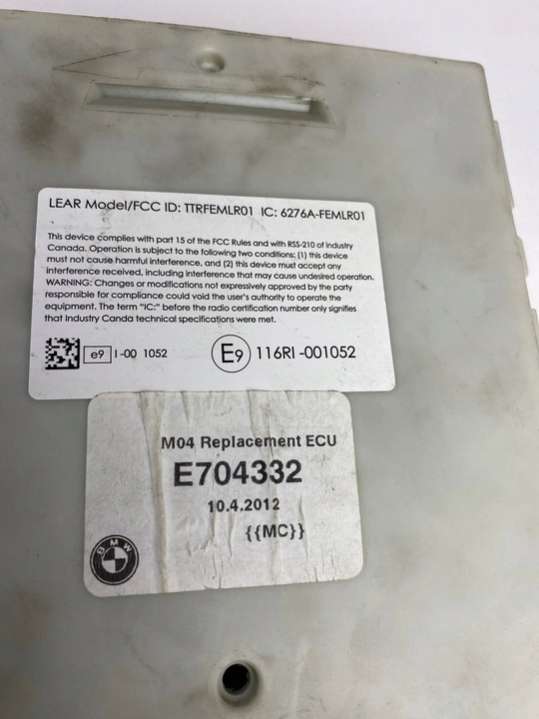 LEAR Model/FCC ID: TTRFEMLR01 IC: 6276A-FEMLR01
This device complies with part 15 of the FCC Rules and with RSS-210 of Industry
Canada. Operation is subject to the following two conditions: (1) this device
must not cause harmful interference, and (2) this device must accept any
interference received, including interference that may cause undesired operation.
WARNING: Changes or modifications not expressively approved by the party
responsible for compliance could void the user's authority to operate the
equipment. The term "IC:" before the radio certification number only signifies
that Industry Canda technical specifications were met.
e9 I-00 1052
E9 116RI-001052
M04 Replacement ECU
E704332
10.4.2012
{{MC}}
BMW